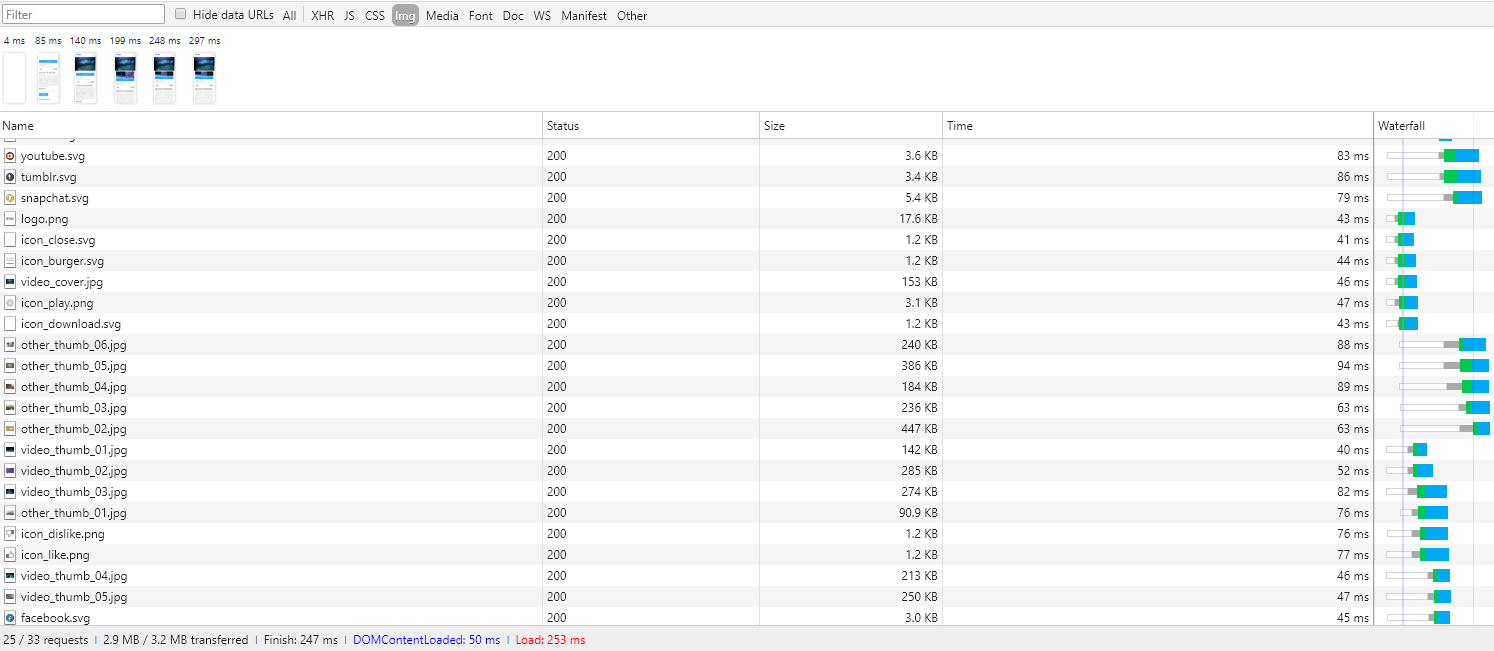 Filter Hide data URLs All XHR JS CSS Img Media Font Doc WS Manifest Other
4 ms 85 ms 140 ms 199 ms 248 ms 297 ms
Name Status Size Time Waterfall
youtube.svg 200 3.6 KB 83 ms
tumblr.svg 200 3.4 KB 86 ms
snapchat.svg 200 5.4 KB 79 ms
logo.png 200 17.6 KB 43 ms
icon_close.svg 200 1.2 KB 41 ms
icon_burger.svg 200 1.2 KB 44 ms
video_cover.jpg 200 153 KB 46 ms
icon_play.png 200 3.1 KB 47 ms
icon_download.svg 200 1.2 KB 43 ms
other_thumb_06.jpg 200 240 KB 88 ms
other_thumb_05.jpg 200 386 KB 94 ms
other_thumb_04.jpg 200 184 KB 89 ms
other_thumb_03.jpg 200 236 KB 63 ms
other_thumb_02.jpg 200 447 KB 63 ms
video_thumb_01.jpg 200 142 KB 40 ms
video_thumb_02.jpg 200 285 KB 52 ms
video_thumb_03.jpg 200 274 KB 82 ms
other_thumb_01.jpg 200 90.9 KB 76 ms
icon_dislike.png 200 1.2 KB 76 ms
icon_like.png 200 1.2 KB 77 ms
video_thumb_04.jpg 200 213 KB 46 ms
video_thumb_05.jpg 200 250 KB 47 ms
facebook.svg 200 3.0 KB 45 ms
25 / 33 requests | 2.9 MB / 3.2 MB transferred | Finish: 247 ms | DOMContentLoaded: 50 ms | Load: 253 ms